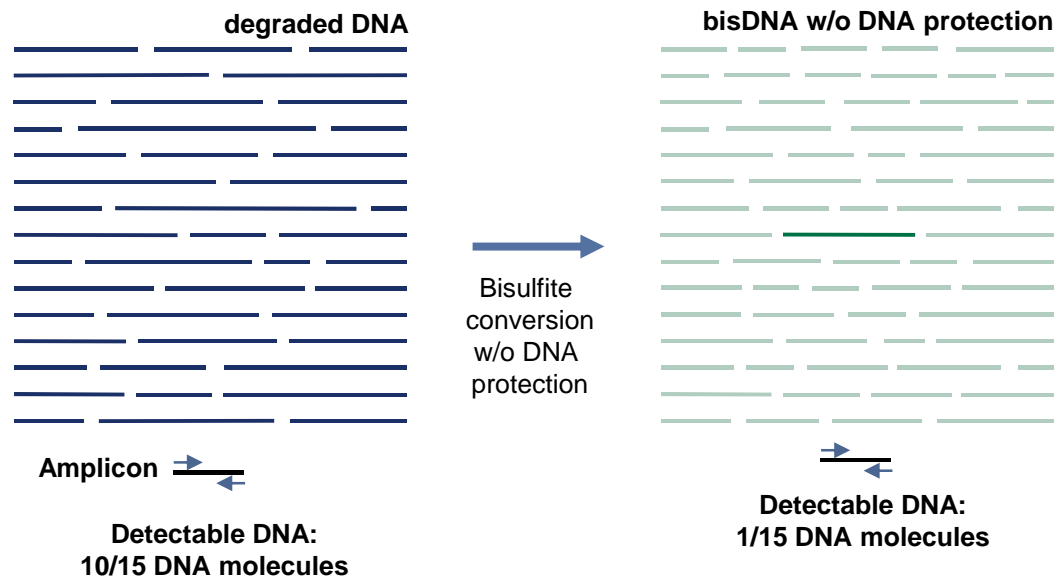 degraded DNA
bisDNA w/o DNA protection
Bisulfite
conversion
w/o DNA
protection
Amplicon
Detectable DNA:
10/15 DNA molecules
Detectable DNA:
1/15 DNA molecules